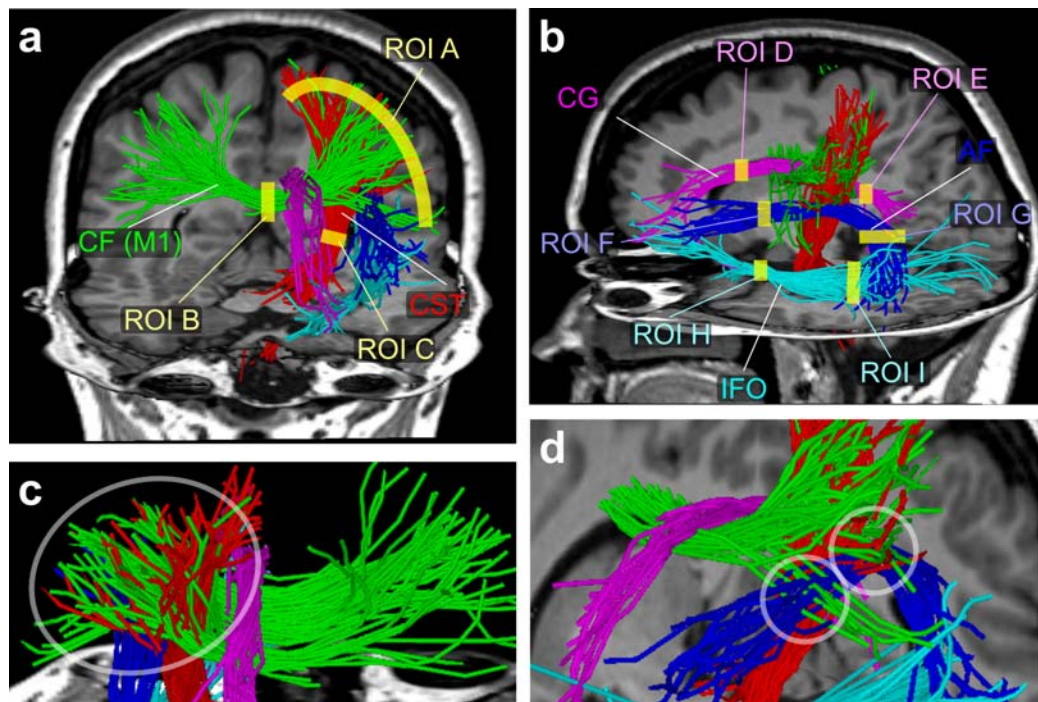 a
ROI A
CF (M1)
ROI B
CST
ROI C
b
ROI D
ROI E
CG
AF
ROI F
ROI G
ROI H
ROI I
IFO
c
d